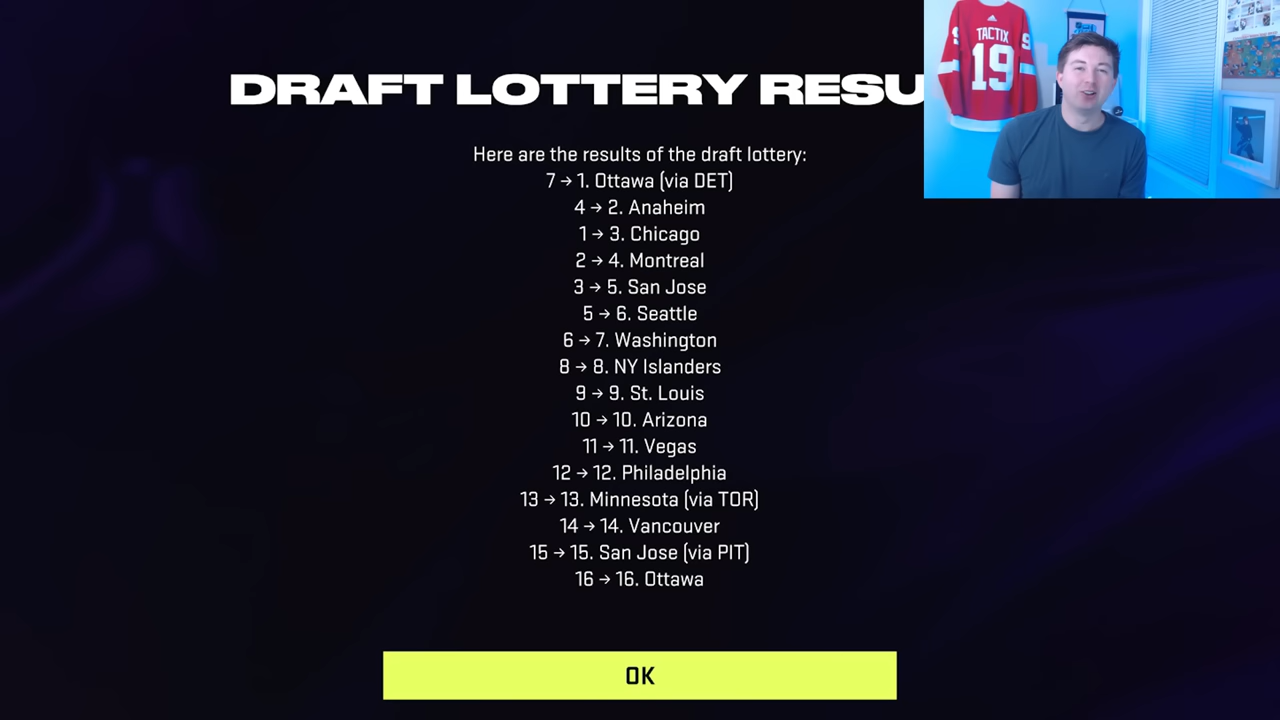 DRAFT LOTTERY RESU
TACTIX
19
9
9
Here are the results of the draft lottery:
7 → 1. Ottawa (via DET)
4 → 2. Anaheim
1 → 3. Chicago
2 → 4. Montreal
3 → 5. San Jose
5 → 6. Seattle
6 → 7. Washington
8 → 8. NY Islanders
9 → 9. St. Louis
10 → 10. Arizona
11 → 11. Vegas
12 → 12. Philadelphia
13 → 13. Minnesota (via TOR)
14 → 14. Vancouver
15 → 15. San Jose (via PIT)
16 → 16. Ottawa
OK